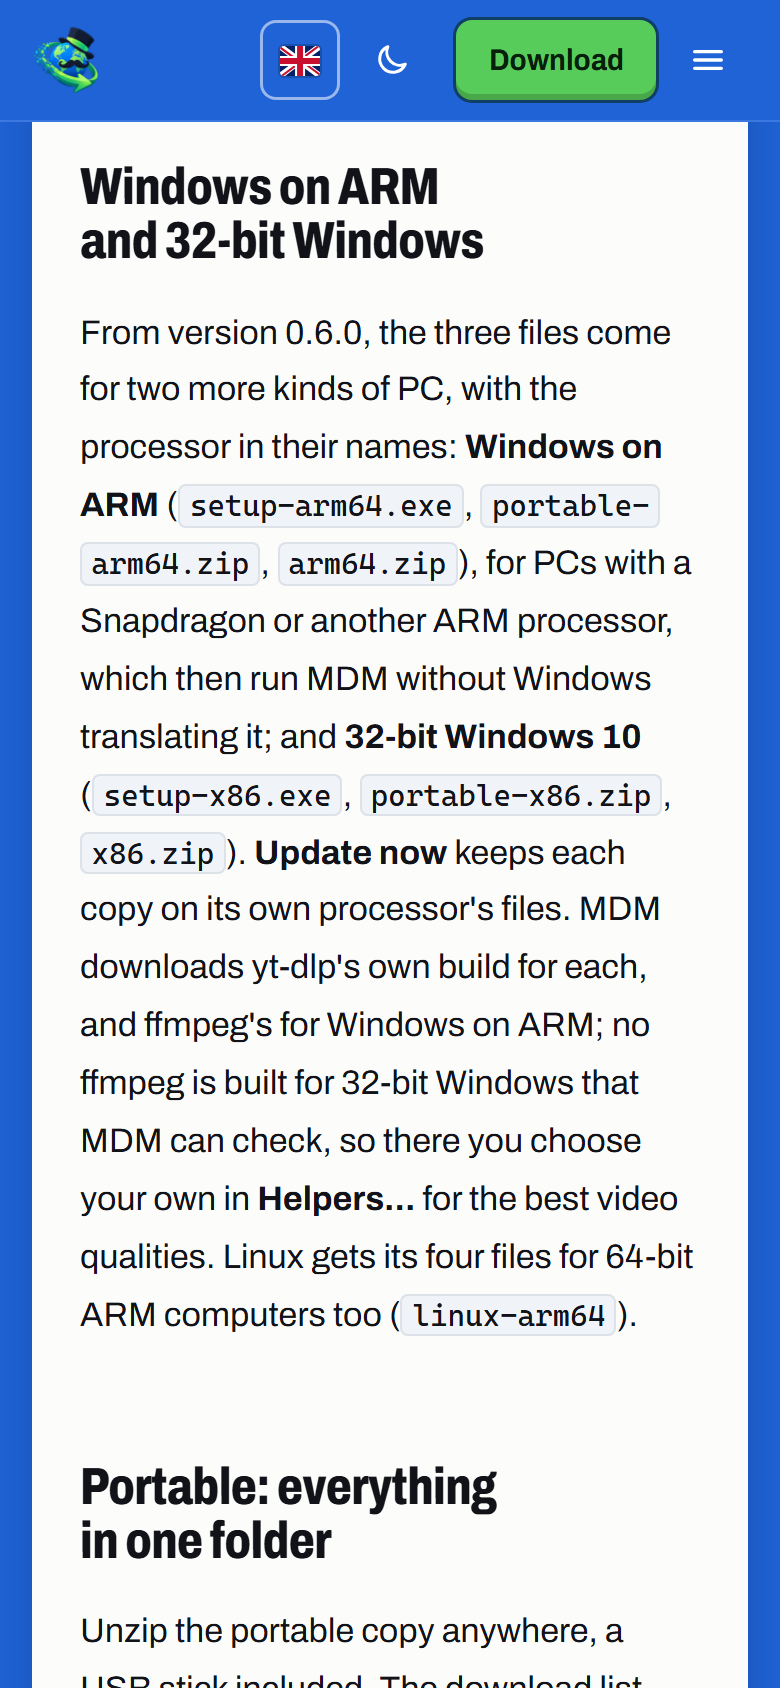 Download
Windows on ARM
and 32-bit Windows
From version 0.6.0, the three files come
for two more kinds of PC, with the
processor in their names: Windows on
ARM (setup-arm64.exe, portable-
arm64.zip, arm64.zip), for PCs with a
Snapdragon or another ARM processor,
which then run MDM without Windows
translating it; and 32-bit Windows 10
(setup-x86.exe, portable-x86.zip,
x86.zip). Update now keeps each
copy on its own processor's files. MDM
downloads yt-dlp's own build for each,
and ffmpeg's for Windows on ARM; no
ffmpeg is built for 32-bit Windows that
MDM can check, so there you choose
your own in Helpers... for the best video
qualities. Linux gets its four files for 64-bit
ARM computers too (linux-arm64).
Portable: everything
in one folder
Unzip the portable copy anywhere, a
USB stick included. The download list,